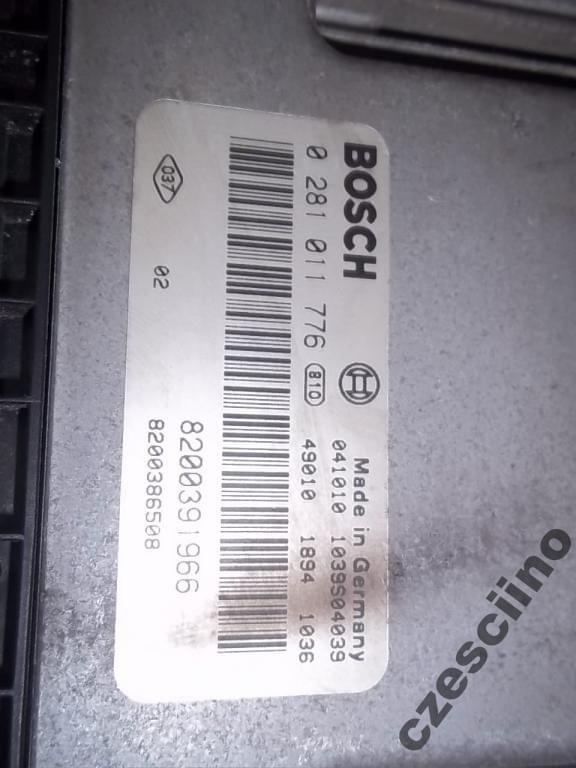 BOSCH
0 281 011 776 810
Made in Germany
041010 1039S04039
49010 1894 1036
8200391966
8200386508
037 02
czesciino